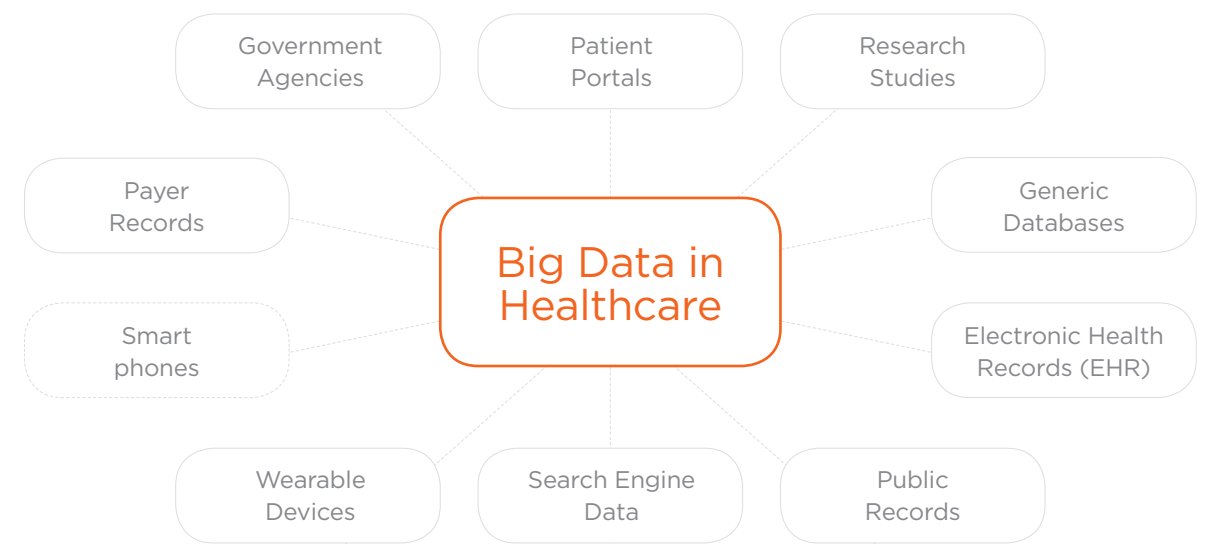 Government
Agencies
Patient
Portals
Research
Studies
Payer
Records
Big Data in
Healthcare
Generic
Databases
Smart
phones
Electronic Health
Records (EHR)
Wearable
Devices
Search Engine
Data
Public
Records